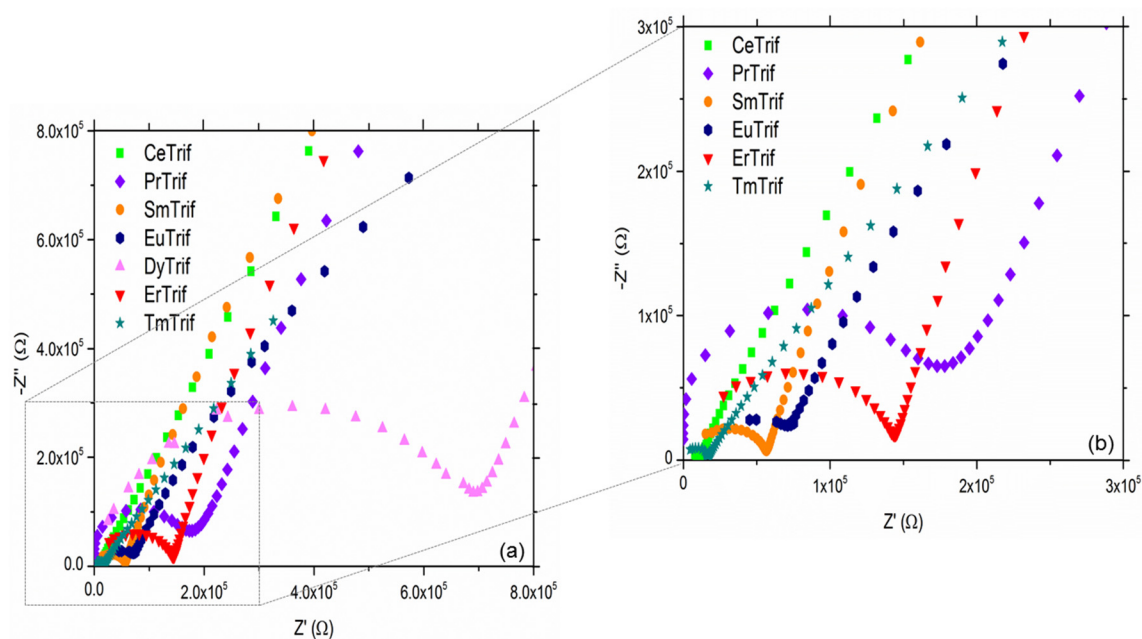 8.0x10⁵
6.0x10⁵
4.0x10⁵
2.0x10⁵
0.0
-Z'' (Ω)
CeTrif
PrTrif
SmTrif
EuTrif
DyTrif
ErTrif
TmTrif
(a)
0.0
2.0x10⁵
4.0x10⁵
6.0x10⁵
8.0x10⁵
Z' (Ω)
3x10⁵
2x10⁵
1x10⁵
0
-Z'' (Ω)
CeTrif
PrTrif
SmTrif
EuTrif
ErTrif
TmTrif
(b)
0
1x10⁵
2x10⁵
3x10⁵
Z' (Ω)